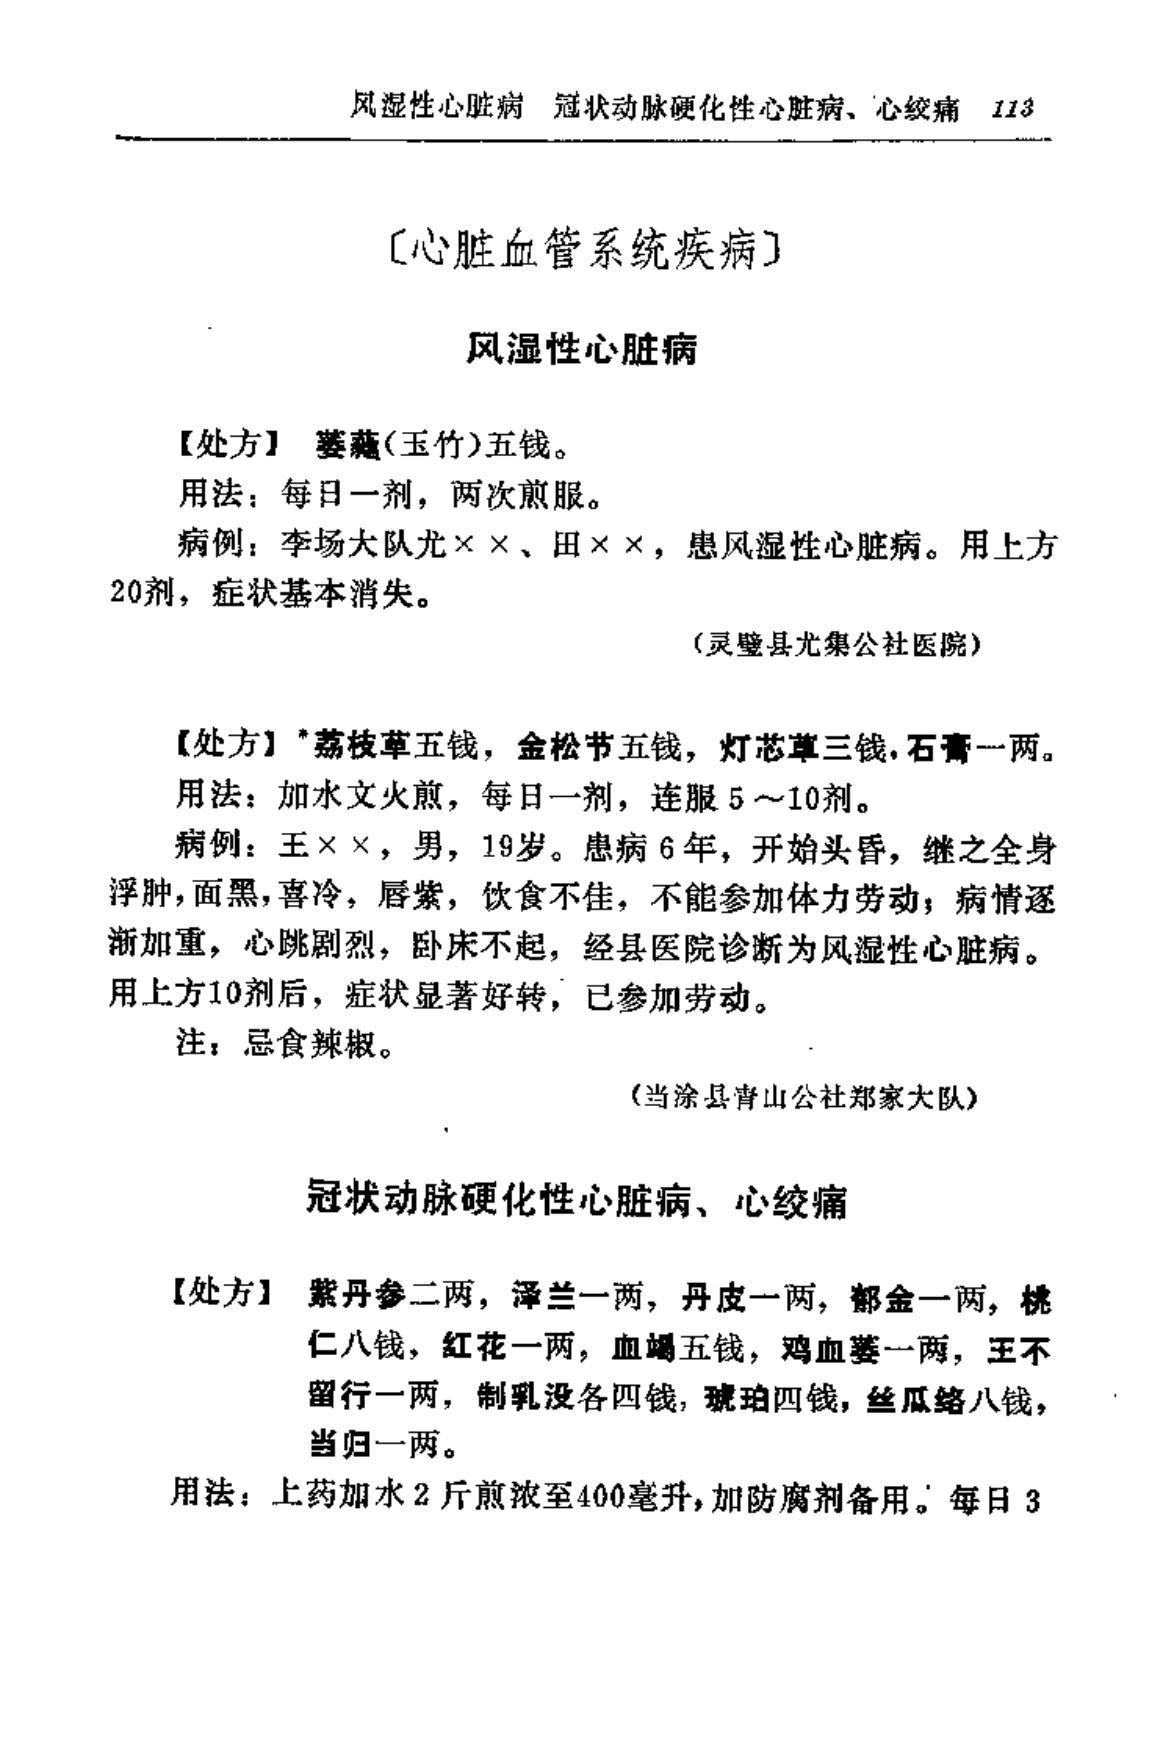 风湿性心脏病　冠状动脉硬化性心脏病、心绞痛　113
〔心脏血管系统疾病〕
风湿性心脏病
【处方】　萎蕤(玉竹)五钱。
用法：每日一剂，两次煎服。
病例：李场大队尤××、田××，患风湿性心脏病。用上方
20剂，症状基本消失。
（灵璧县尤集公社医院）
【处方】*荔枝草五钱，金松节五钱，灯芯草三钱，石膏一两。
用法：加水文火煎，每日一剂，连服5～10剂。
病例：王××，男，19岁。患病6年，开始头昏，继之全身
浮肿，面黑，喜冷，唇紫，饮食不佳，不能参加体力劳动；病情逐
渐加重，心跳剧烈，卧床不起，经县医院诊断为风湿性心脏病。
用上方10剂后，症状显著好转，已参加劳动。
注：忌食辣椒。
（当涂县青山公社郑家大队）
冠状动脉硬化性心脏病、心绞痛
【处方】　紫丹参二两，泽兰一两，丹皮一两，郁金一两，桃
仁八钱，红花一两，血竭五钱，鸡血萎一两，王不
留行一两，制乳没各四钱，琥珀四钱，丝瓜络八钱，
当归一两。
用法：上药加水2斤煎浓至400毫升，加防腐剂备用。每日3